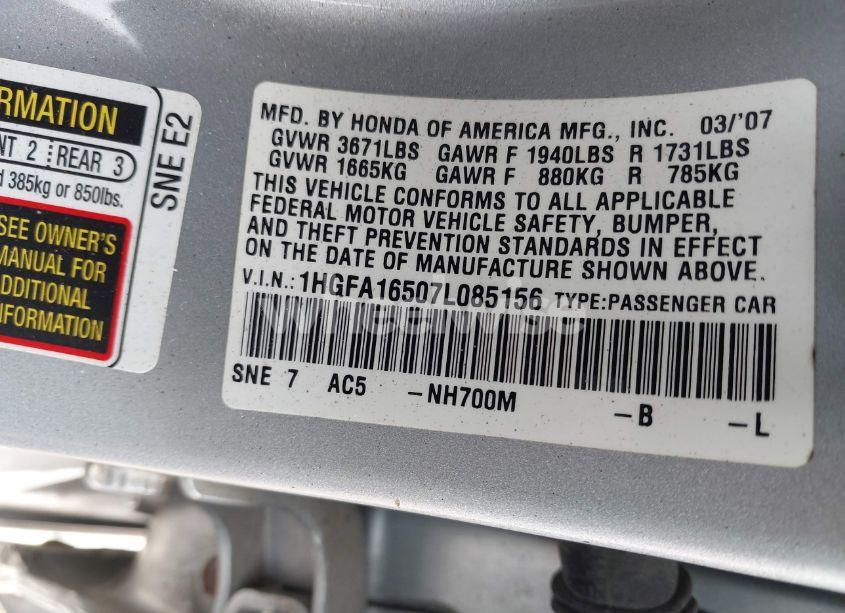 RMATION
NT 2 REAR 3
d 385kg or 850lbs.
SEE OWNER'S
MANUAL FOR
ADDITIONAL
INFORMATION
SNE E2
MFD. BY HONDA OF AMERICA MFG., INC. 03/'07
GVWR 3671LBS GAWR F 1940LBS R 1731LBS
GVWR 1665KG GAWR F 880KG R 785KG
THIS VEHICLE CONFORMS TO ALL APPLICABLE
FEDERAL MOTOR VEHICLE SAFETY, BUMPER,
AND THEFT PREVENTION STANDARDS IN EFFECT
ON THE DATE OF MANUFACTURE SHOWN ABOVE.
V.I.N.: 1HGFA16507L085156 TYPE:PASSENGER CAR
wheelwise
SNE 7 AC5 -NH700M -B -L